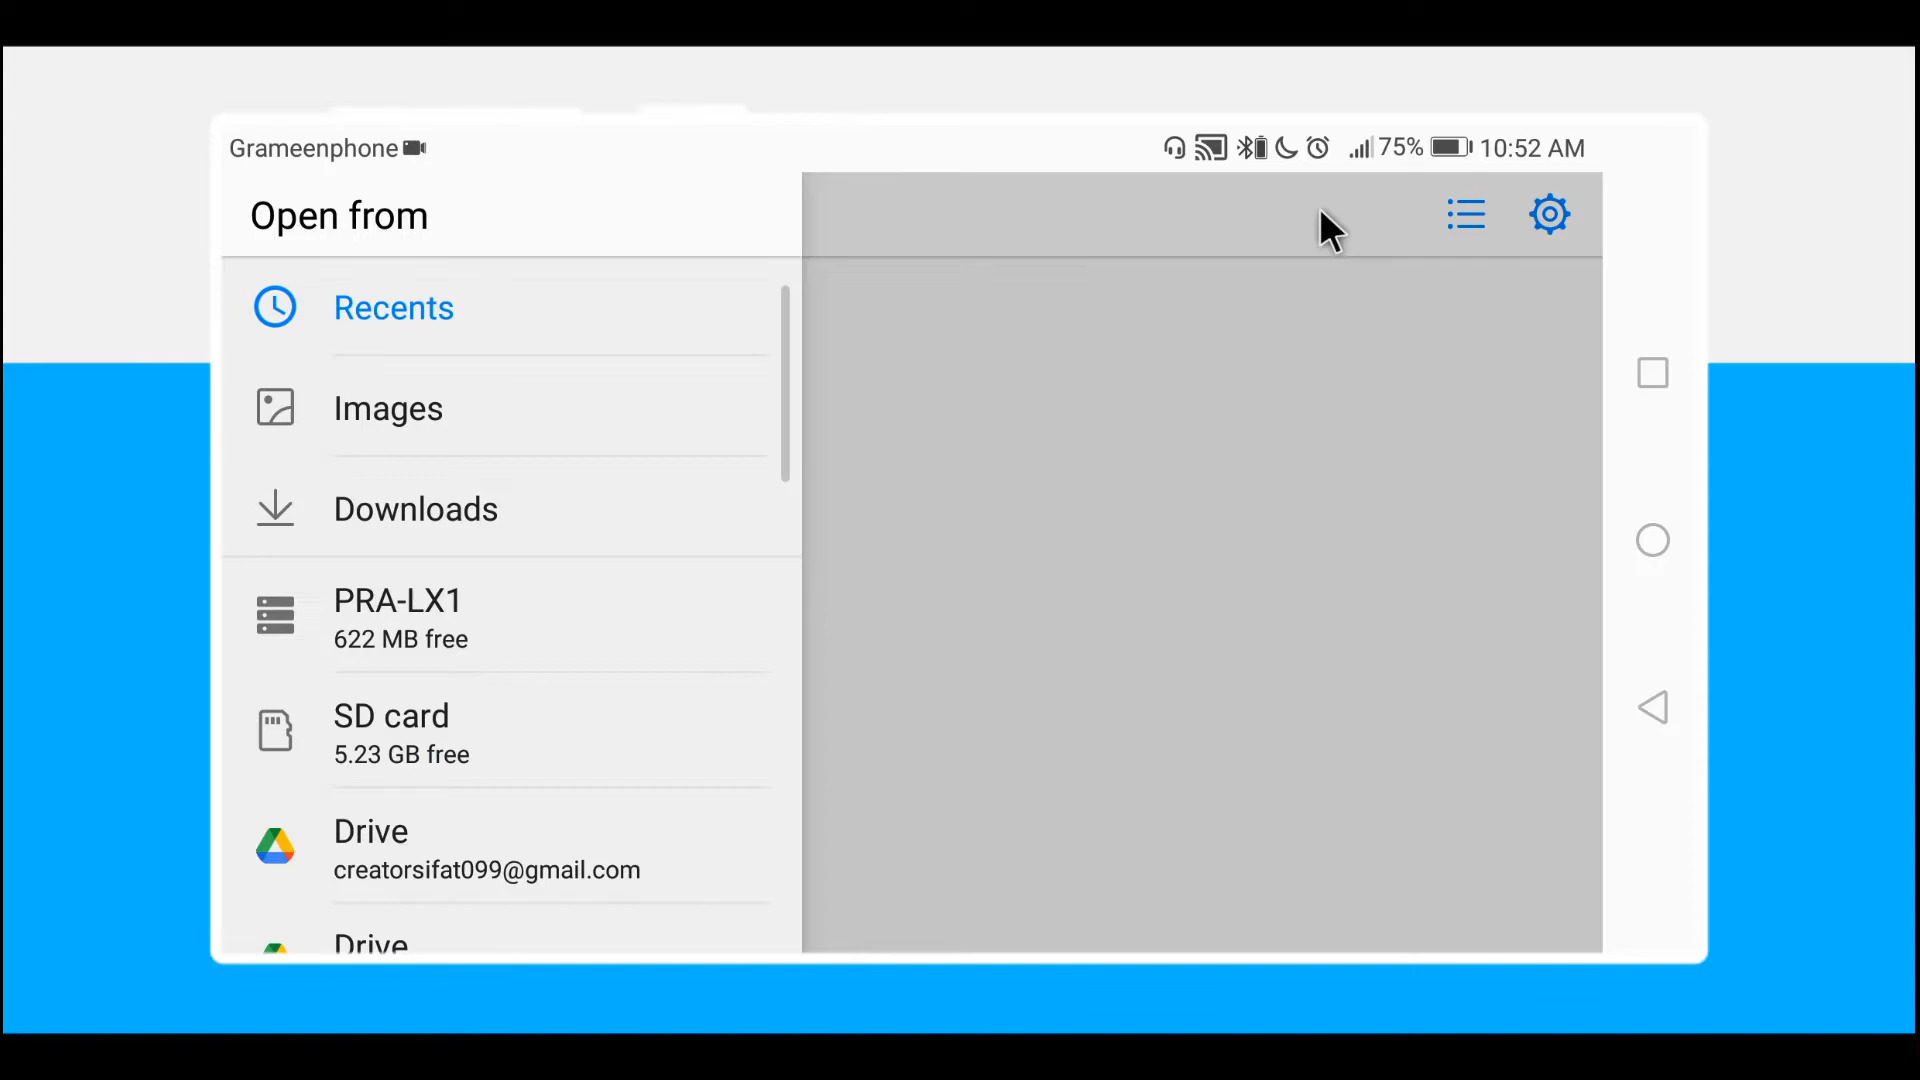 Grameenphone
75% 10:52 AM
Open from
Recents
Images
Downloads
PRA-LX1
622 MB free
SD card
5.23 GB free
Drive
creatorsifat099@gmail.com
Drive